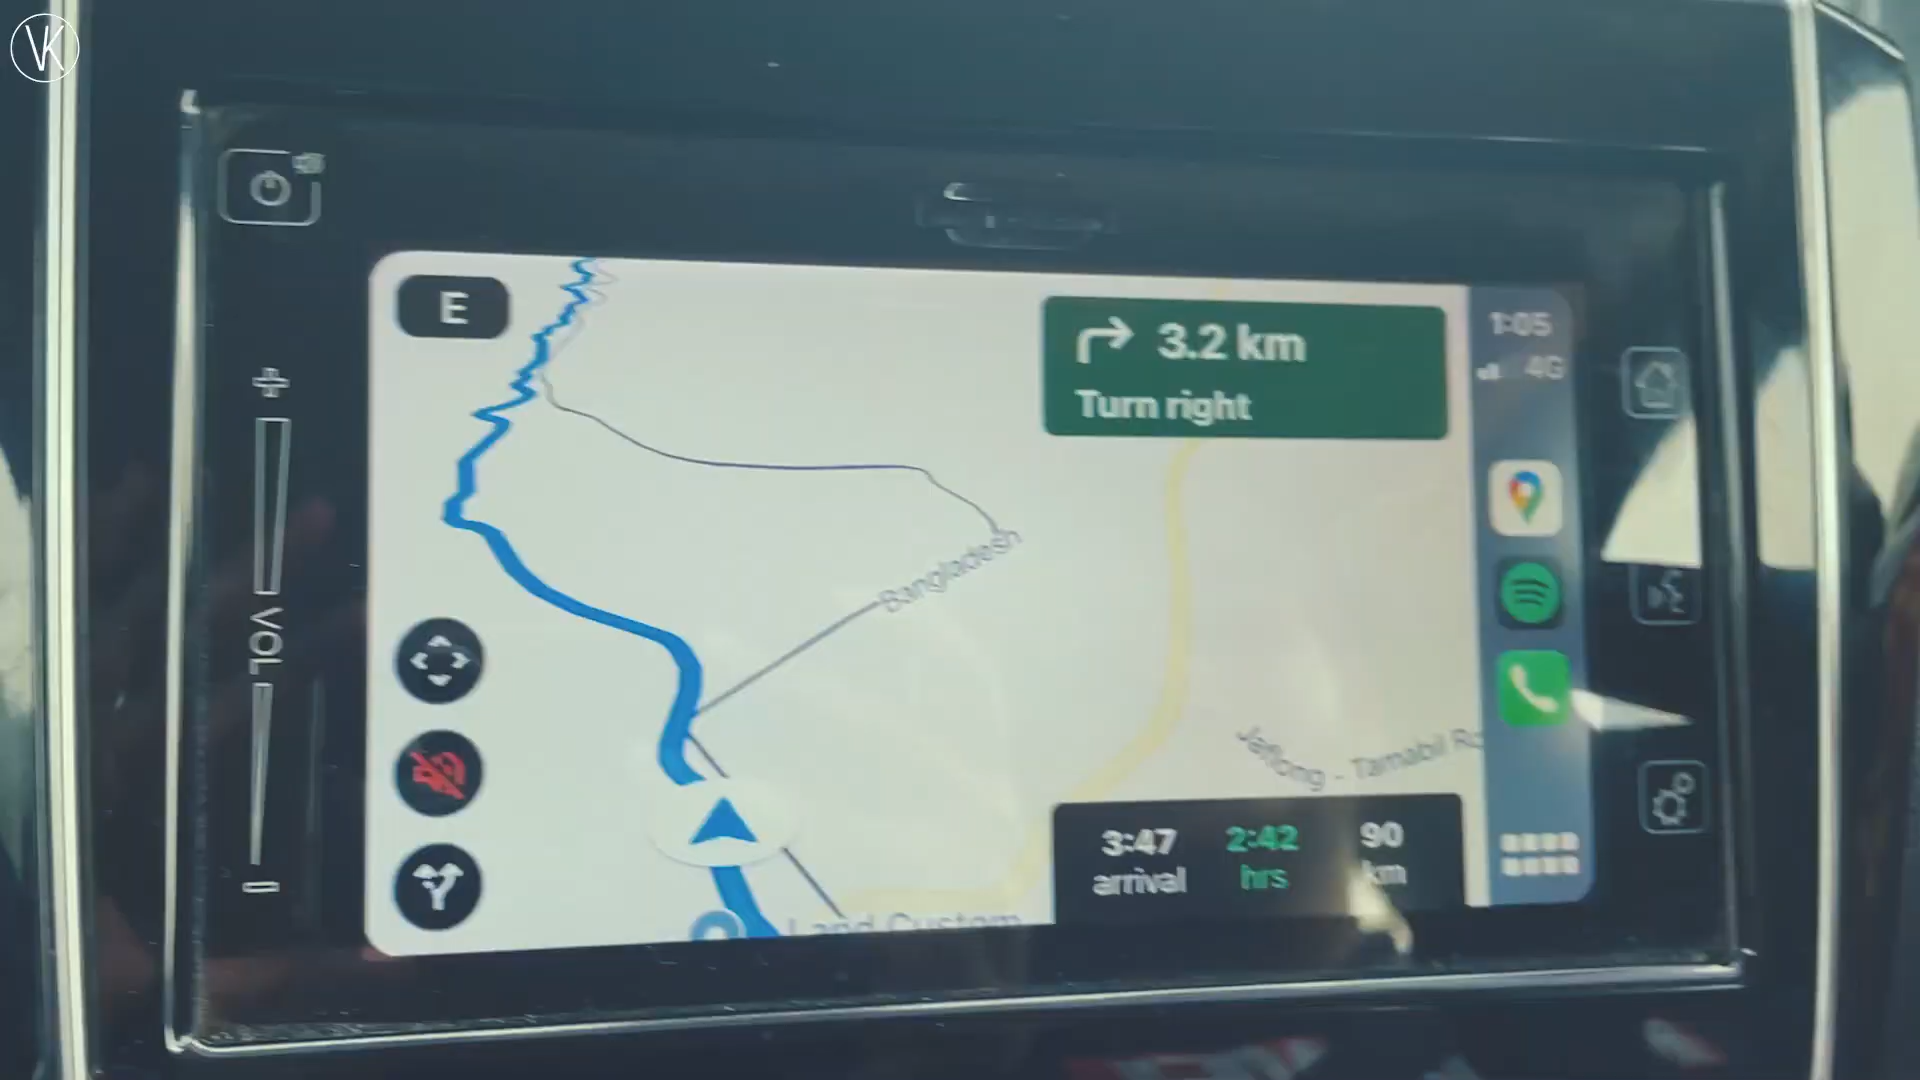 VK
E
3.2 km
Turn right
1:05
4G
VOL
Bangladesh
Jaflong - Tamabil
3:47
arrival
2:42
hrs
90
km
Land Custom